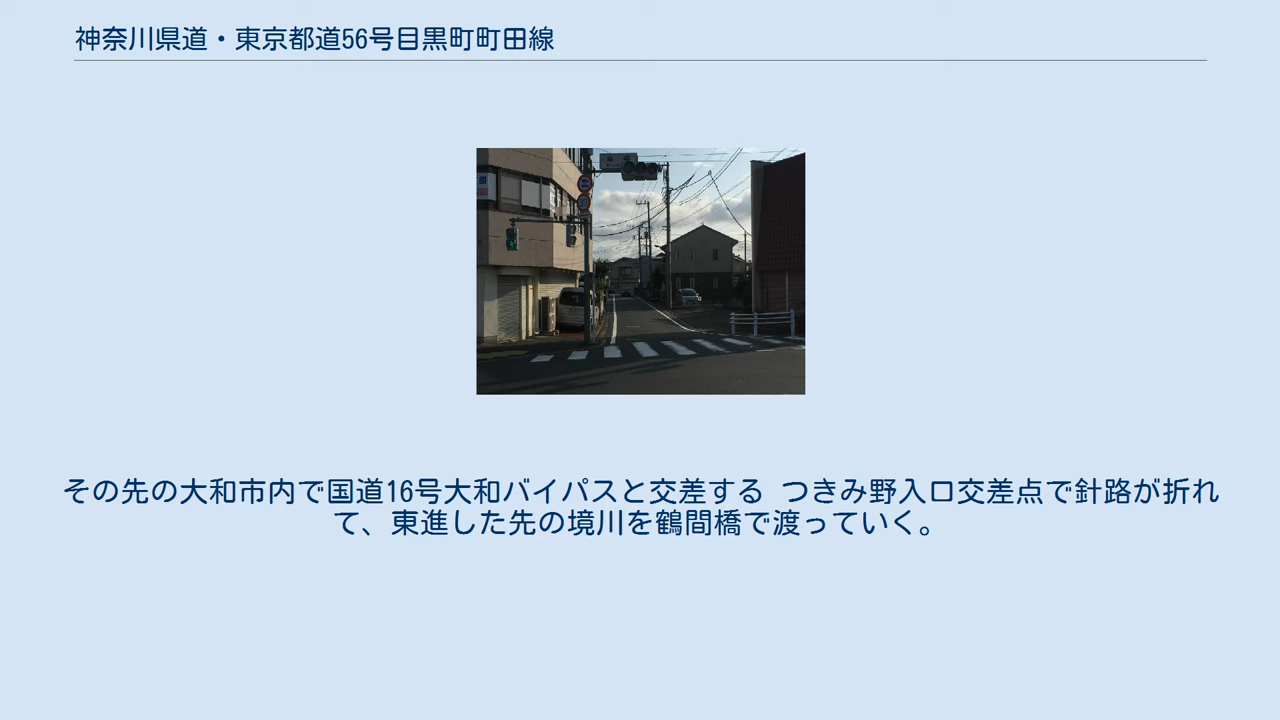 神奈川県道・東京都道56号目黒町町田線
その先の大和市内で国道16号大和バイパスと交差する つきみ野入口交差点で針路が折れ
て、東進した先の境川を鶴間橋で渡っていく。